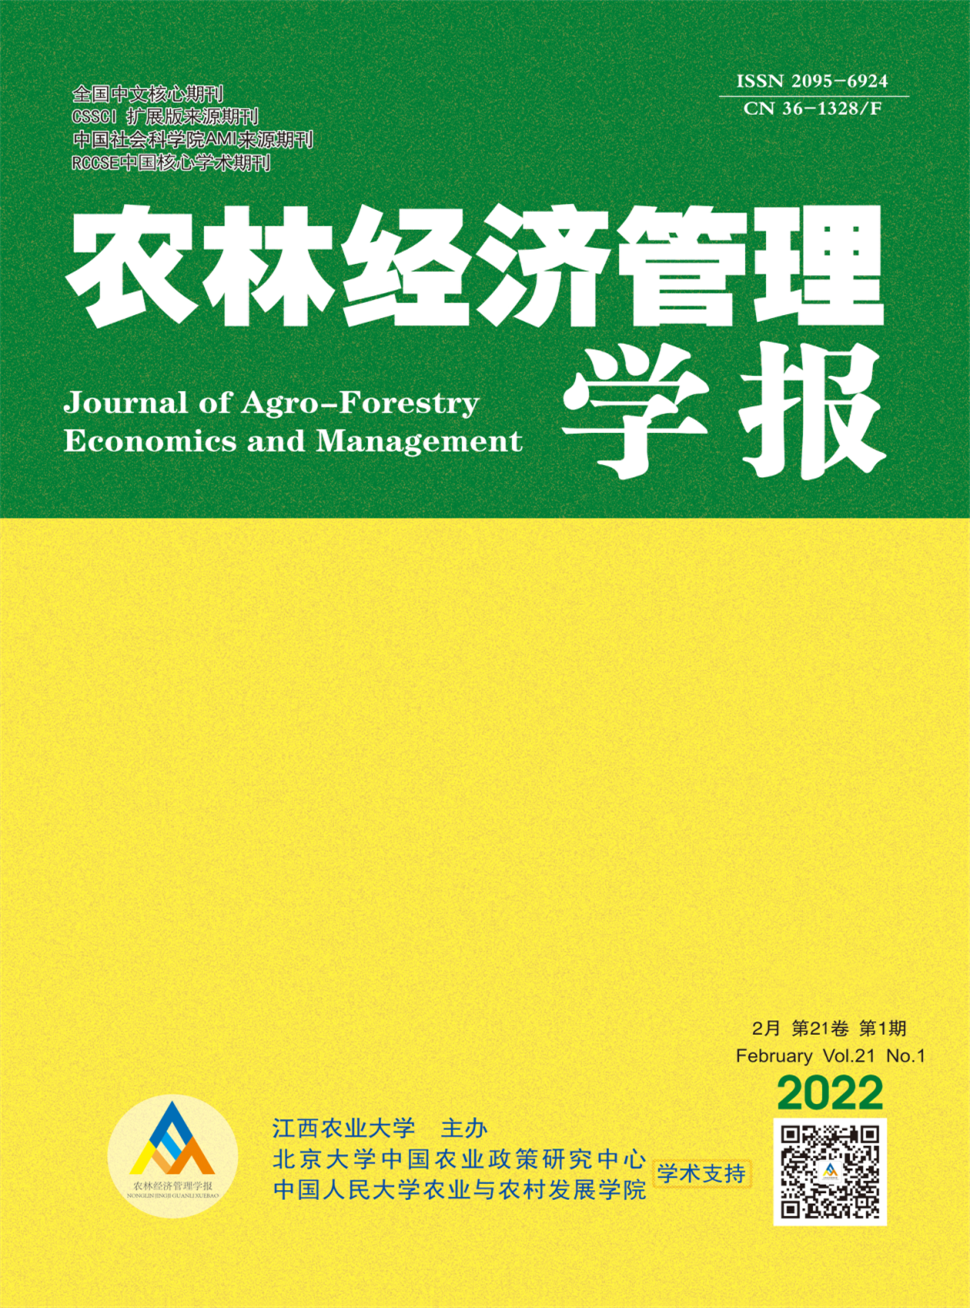 全国中文核心期刊
CSSCI 扩展版来源期刊
中国社会科学院AMI来源期刊
RCCSE中国核心学术期刊
ISSN 2095-6924
CN 36-1328/F
农林经济管理
学报
Journal of Agro-Forestry
Economics and Management
2月 第21卷 第1期
February Vol.21 No.1
2022
农林经济管理学报
NONGLIN JINGJI GUANLI XUEBAO
江西农业大学 主办
北京大学中国农业政策研究中心
中国人民大学农业与农村发展学院
学术支持